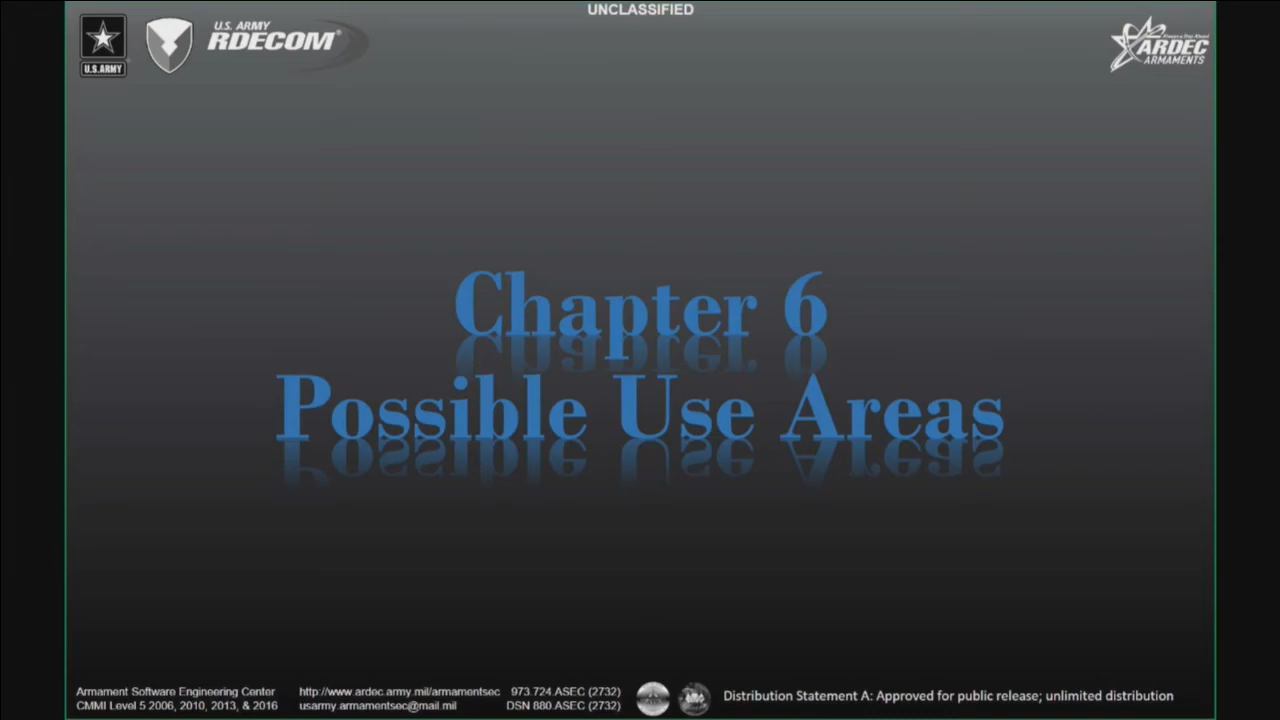 UNCLASSIFIED
U.S. ARMY
U.S. ARMY
RDECOM®
ARDEC
ARMAMENTS
Chapter 6
Possible Use Areas
Armament Software Engineering Center
CMMI Level 5 2006, 2010, 2013, & 2016
http://www.ardec.army.mil/armamentsec
usarmy.armamentsec@mail.mil
973.724.ASEC (2732)
DSN 880.ASEC (2732)
Distribution Statement A: Approved for public release; unlimited distribution